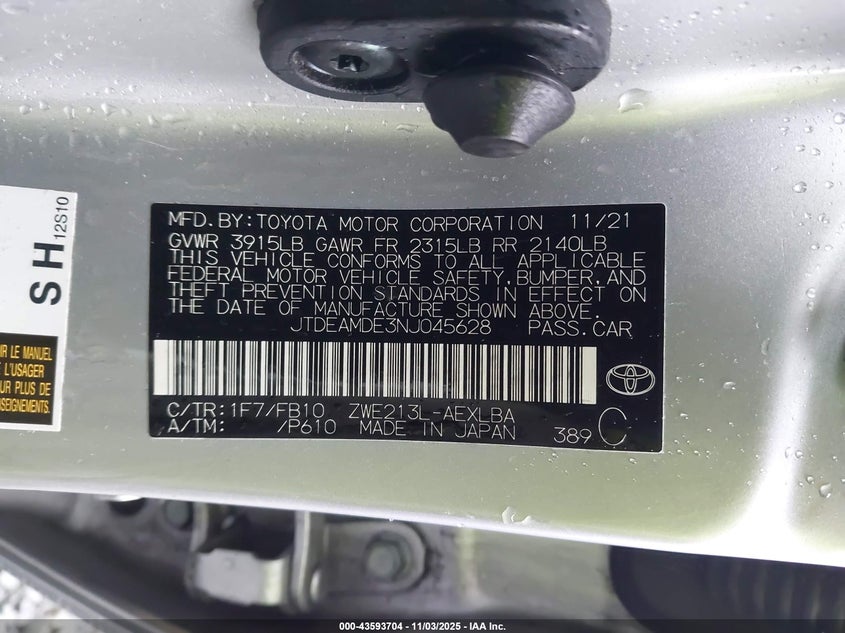 MFD.BY:TOYOTA MOTOR CORPORATION 11/21
GVWR 3915LB GAWR FR 2315LB RR 2140LB
THIS VEHICLE CONFORMS TO ALL APPLICABLE
FEDERAL MOTOR VEHICLE SAFETY,BUMPER,AND
THEFT PREVENTION STANDARDS IN EFFECT ON
THE DATE OF MANUFACTURE SHOWN ABOVE.
JTDEAMDE3NJ045628 PASS.CAR
C/TR:1F7/FB10 ZWE213L-AEXLBA
A/TM: /P610 MADE IN JAPAN 389 C
SH 12S10
IR LE MANUEL
L'USAGER
UR PLUS DE
NSEIGNEMENTS
000-43593704 - 11/03/2025 - IAA Inc.